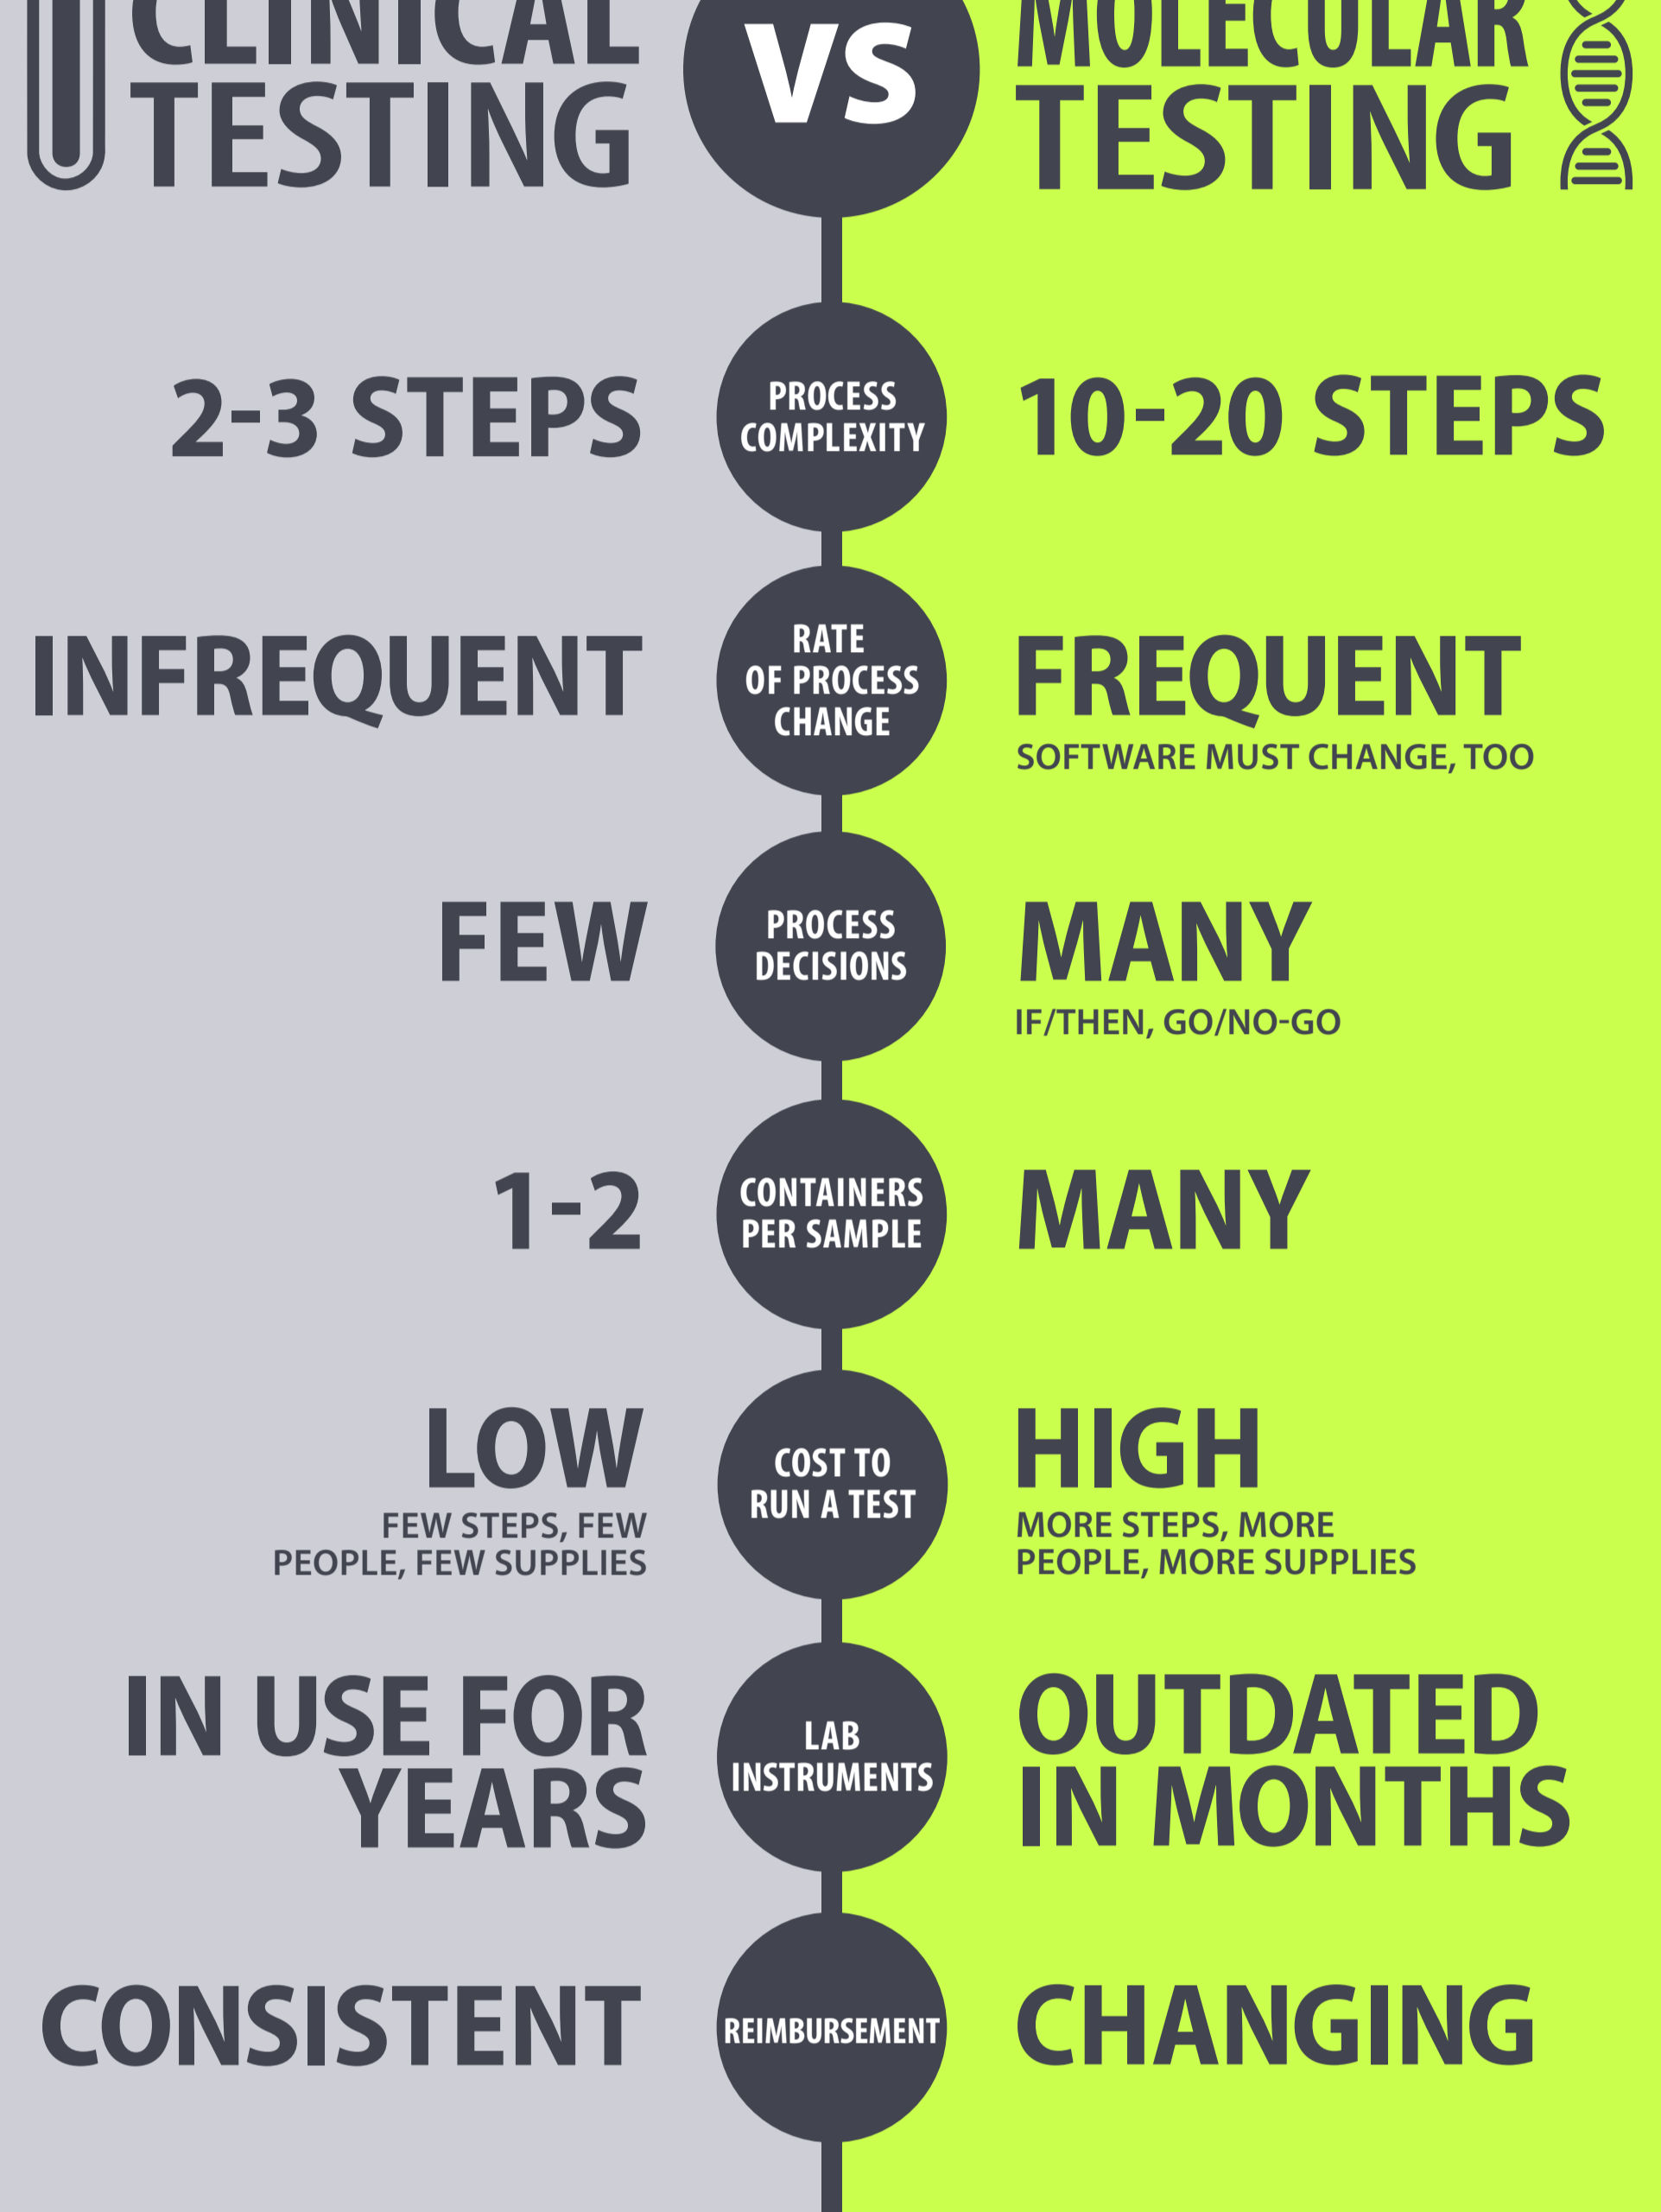 CLINICAL
TESTING
VS
MOLECULAR
TESTING
2-3 STEPS
PROCESS
COMPLEXITY
10-20 STEPS
INFREQUENT
RATE
OF PROCESS
CHANGE
FREQUENT
SOFTWARE MUST CHANGE, TOO
FEW
PROCESS
DECISIONS
MANY
IF/THEN, GO/NO-GO
1-2
CONTAINERS
PER SAMPLE
MANY
LOW
FEW STEPS, FEW
PEOPLE, FEW SUPPLIES
COST TO
RUN A TEST
HIGH
MORE STEPS, MORE
PEOPLE, MORE SUPPLIES
IN USE FOR
YEARS
LAB
INSTRUMENTS
OUTDATED
IN MONTHS
CONSISTENT
REIMBURSEMENT
CHANGING